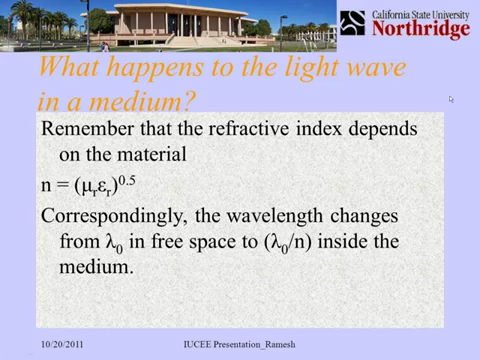 California State University
Northridge
What happens to the light wave
in a medium?
Remember that the refractive index depends
on the material
n = (μᵣεᵣ)⁰·⁵
Correspondingly, the wavelength changes
from λ₀ in free space to (λ₀/n) inside the
medium.
10/20/2011 IUCEE Presentation_Ramesh